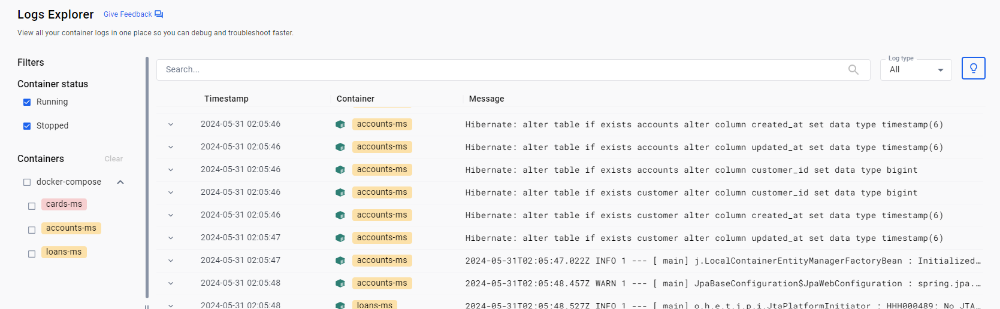 Logs Explorer Give Feedback
View all your container logs in one place so you can debug and troubleshoot faster.
Filters
Container status
Running
Stopped
Containers Clear
docker-compose
cards-ms
accounts-ms
loans-ms
Search...
Log type
All
Timestamp Container Message
2024-05-31 02:05:46 accounts-ms Hibernate: alter table if exists accounts alter column created_at set data type timestamp(6)
2024-05-31 02:05:46 accounts-ms Hibernate: alter table if exists accounts alter column updated_at set data type timestamp(6)
2024-05-31 02:05:46 accounts-ms Hibernate: alter table if exists accounts alter column customer_id set data type bigint
2024-05-31 02:05:46 accounts-ms Hibernate: alter table if exists customer alter column customer_id set data type bigint
2024-05-31 02:05:46 accounts-ms Hibernate: alter table if exists customer alter column created_at set data type timestamp(6)
2024-05-31 02:05:47 accounts-ms Hibernate: alter table if exists customer alter column updated_at set data type timestamp(6)
2024-05-31 02:05:47 accounts-ms 2024-05-31T02:05:47.022Z INFO 1 --- [ main] j.LocalContainerEntityManagerFactoryBean : Initialized…
2024-05-31 02:05:48 accounts-ms 2024-05-31T02:05:48.457Z WARN 1 --- [ main] JpaBaseConfiguration$JpaWebConfiguration : spring.jpa.…
2024-05-31 02:05:48 loans-ms 2024-05-31T02:05:48.527Z INFO 1 --- [ main] o.h.e.t.j.p.i.JtaPlatformInitiator : HHH000489: No JTA…